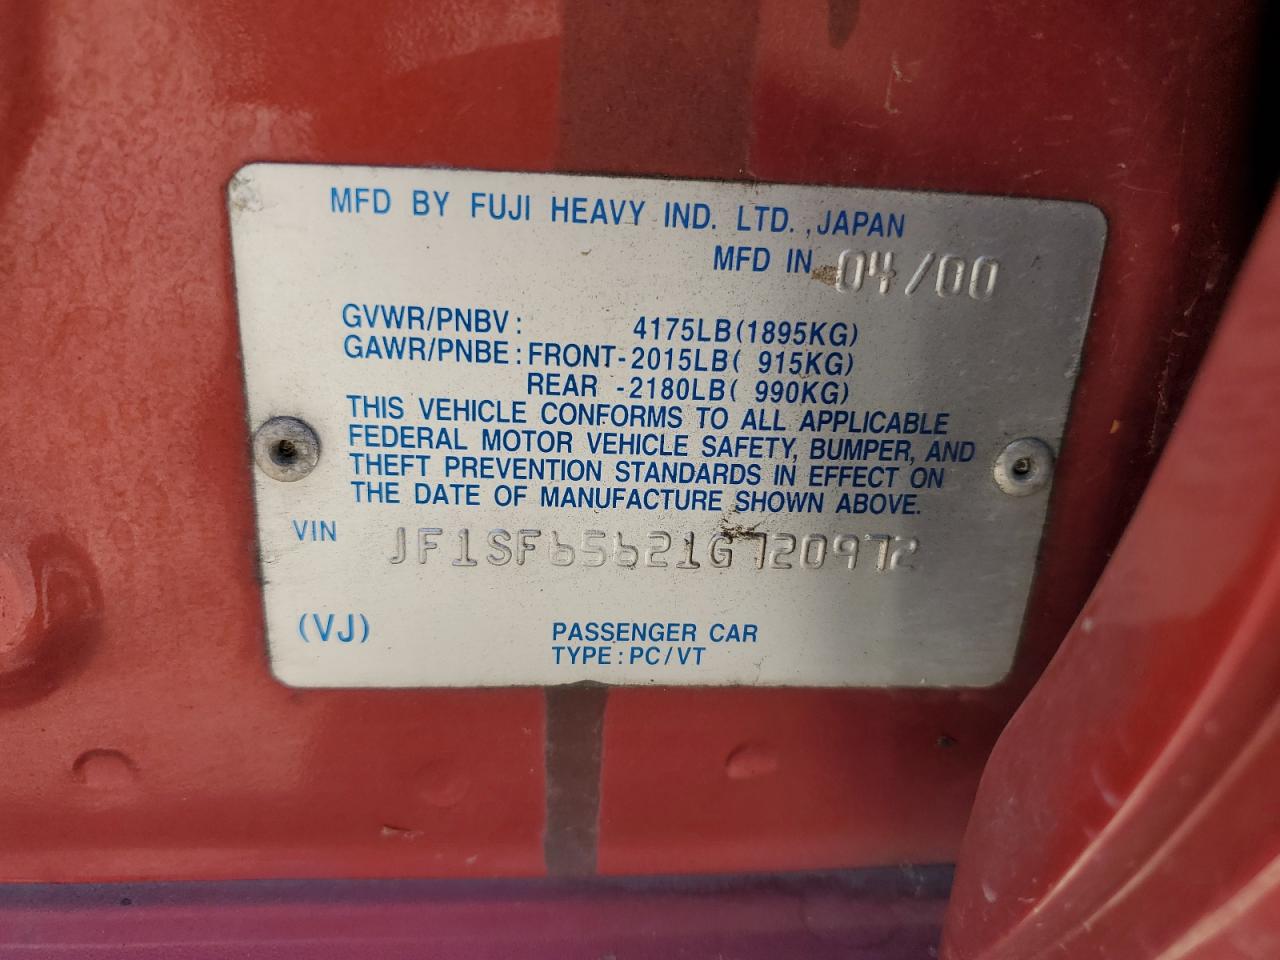 MFD BY FUJI HEAVY IND. LTD. ,JAPAN
MFD IN 04/00
GVWR/PNBV : 4175LB(1895KG)
GAWR/PNBE : FRONT-2015LB( 915KG)
REAR -2180LB( 990KG)
THIS VEHICLE CONFORMS TO ALL APPLICABLE
FEDERAL MOTOR VEHICLE SAFETY, BUMPER, AND
THEFT PREVENTION STANDARDS IN EFFECT ON
THE DATE OF MANUFACTURE SHOWN ABOVE.
VIN JF1SF65621G720972
(VJ) PASSENGER CAR
TYPE : PC/VT